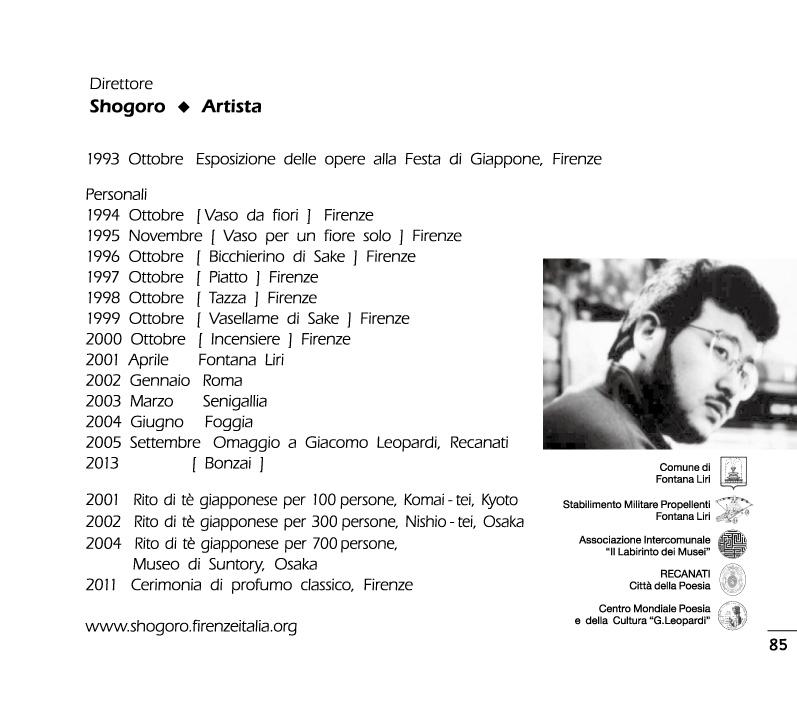 Direttore
Shogoro ◆ Artista
1993 Ottobre Esposizione delle opere alla Festa di Giappone, Firenze
Personali
1994 Ottobre [ Vaso da fiori ] Firenze
1995 Novembre [ Vaso per un fiore solo ] Firenze
1996 Ottobre [ Bicchierino di Sake ] Firenze
1997 Ottobre [ Piatto ] Firenze
1998 Ottobre [ Tazza ] Firenze
1999 Ottobre [ Vasellame di Sake ] Firenze
2000 Ottobre [ Incensiere ] Firenze
2001 Aprile Fontana Liri
2002 Gennaio Roma
2003 Marzo Senigallia
2004 Giugno Foggia
2005 Settembre Omaggio a Giacomo Leopardi, Recanati
2013 [ Bonzai ]
2001 Rito di tè giapponese per 100 persone, Komai - tei, Kyoto
2002 Rito di tè giapponese per 300 persone, Nishio - tei, Osaka
2004 Rito di tè giapponese per 700 persone,
Museo di Suntory, Osaka
2011 Cerimonia di profumo classico, Firenze
www.shogoro.firenzeitalia.org
Comune di
Fontana Liri
Stabilimento Militare Propellenti
Fontana Liri
Associazione Intercomunale
"Il Labirinto dei Musei"
RECANATI
Città della Poesia
Centro Mondiale Poesia
e della Cultura "G.Leopardi"
85